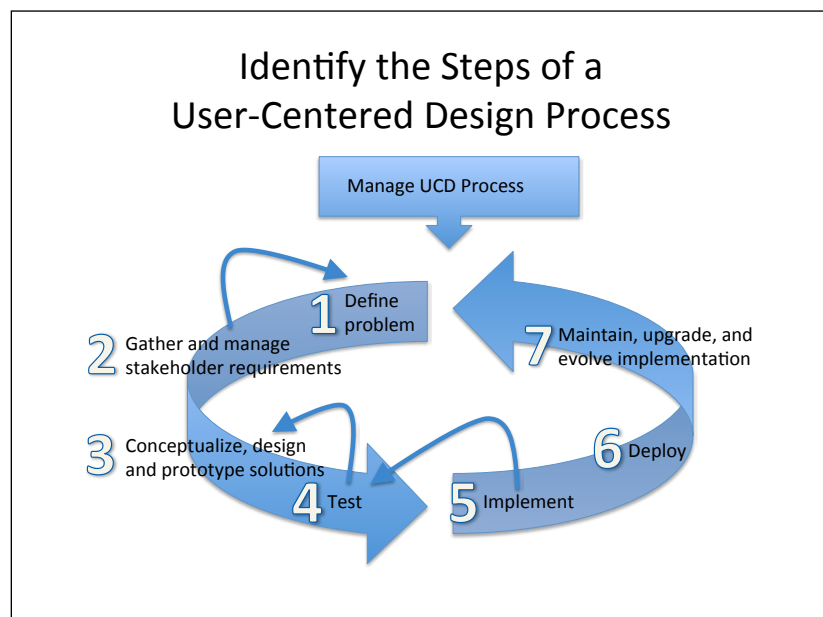 Identify the Steps of a
User-Centered Design Process
Manage UCD Process
1 Define
problem
2 Gather and manage
stakeholder requirements
3 Conceptualize, design
and prototype solutions
4 Test
5 Implement
6 Deploy
7 Maintain, upgrade, and
evolve implementation